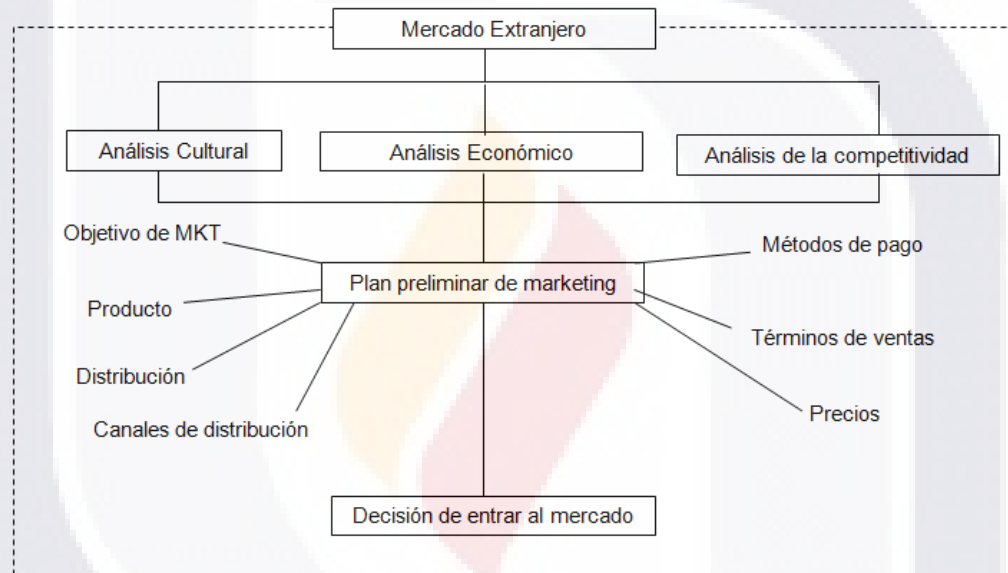 Mercado Extranjero
Análisis Cultural
Análisis Económico
Análisis de la competitividad
Objetivo de MKT
Métodos de pago
Plan preliminar de marketing
Producto
Términos de ventas
Distribución
Precios
Canales de distribución
Decisión de entrar al mercado